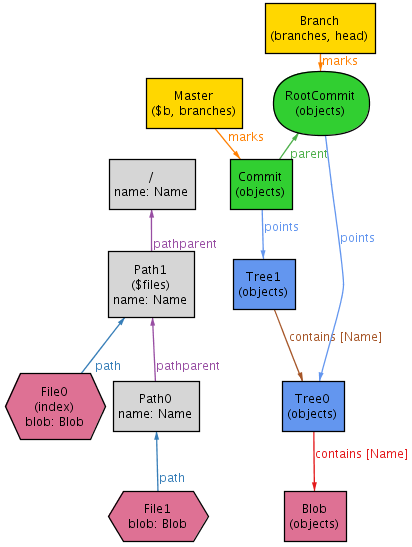 Branch
(branches, head)
marks
Master
($b, branches)
RootCommit
(objects)
marks
parent
/
name: Name
Commit
(objects)
pathparent
points
points
Path1
($files)
name: Name
Tree1
(objects)
contains [Name]
path
pathparent
File0
(index)
blob: Blob
Path0
name: Name
Tree0
(objects)
contains [Name]
path
File1
blob: Blob
Blob
(objects)